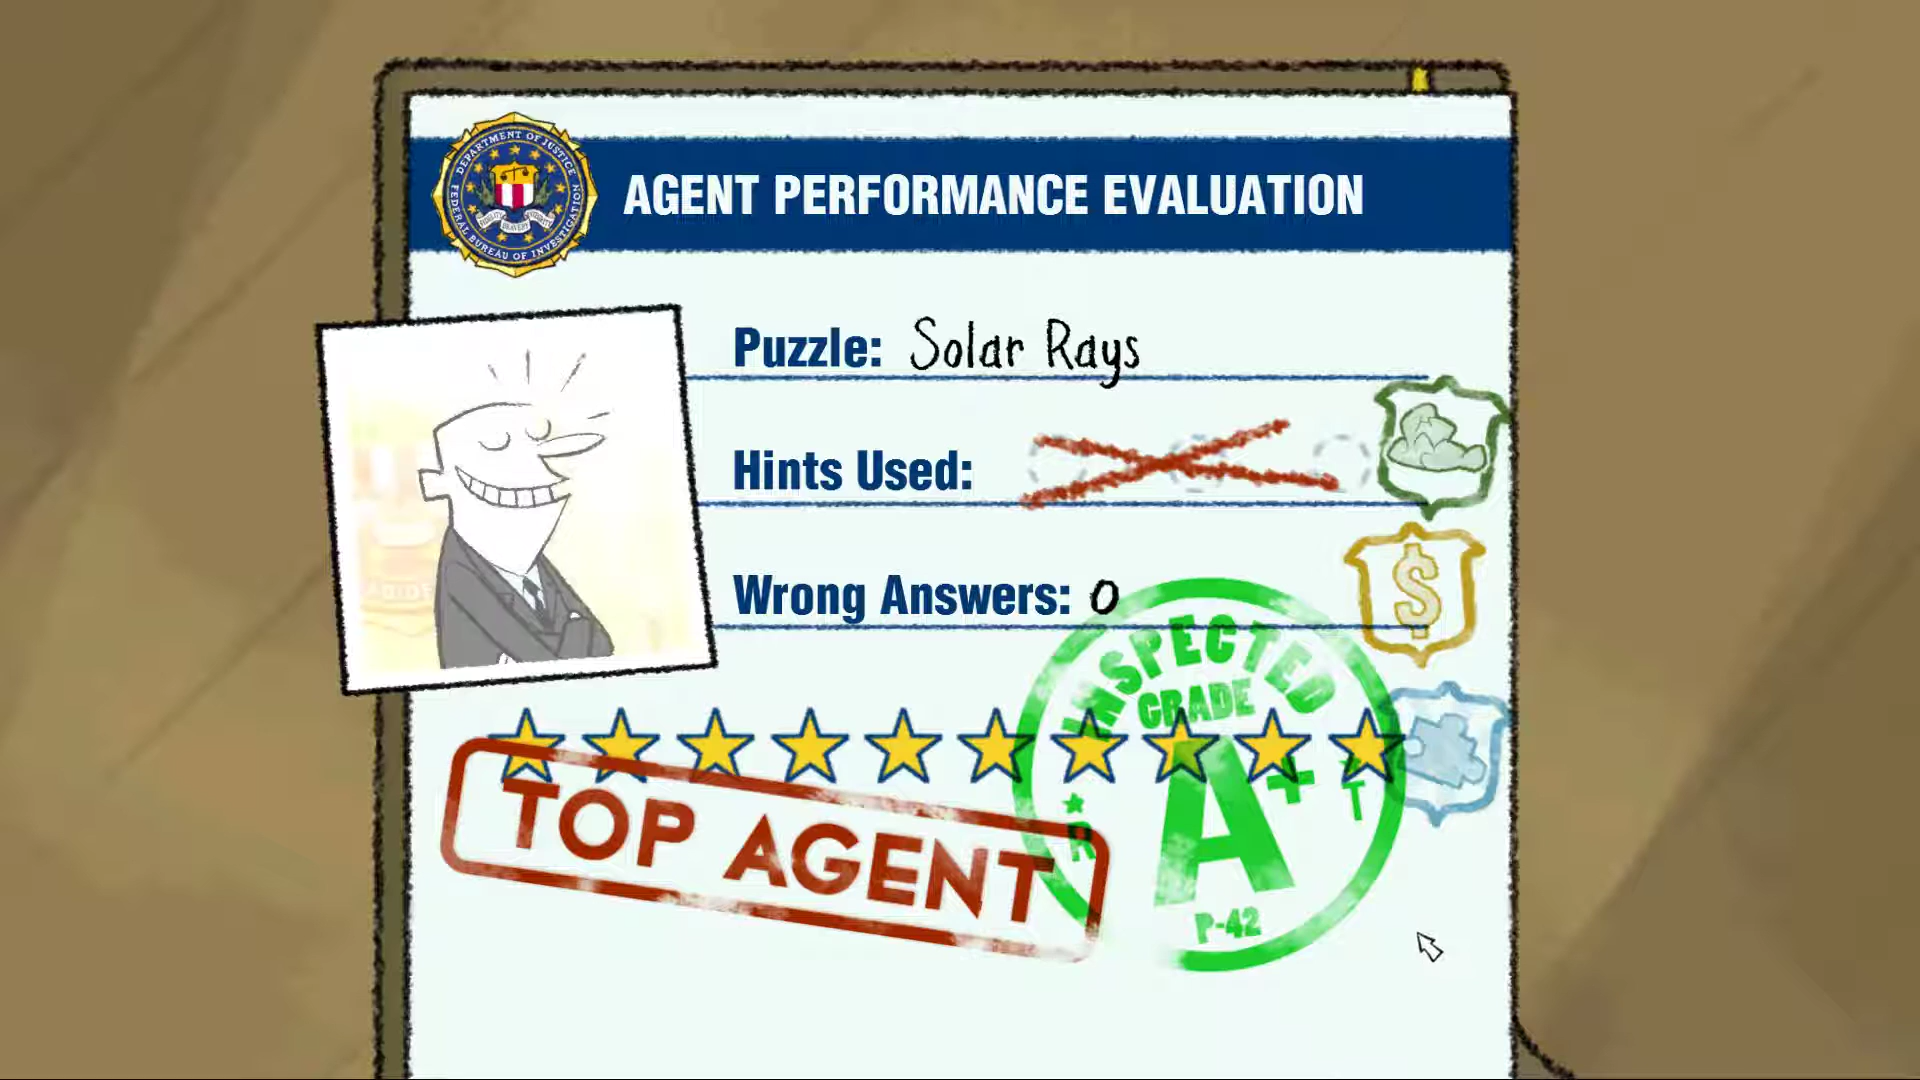 DEPARTMENT OF JUSTICE
FEDERAL BUREAU OF INVESTIGATION
AGENT PERFORMANCE EVALUATION
Puzzle: Solar Rays
Hints Used:
$
Wrong Answers: 0
INSPECTED
GRADE
A+
P-42
TOP AGENT